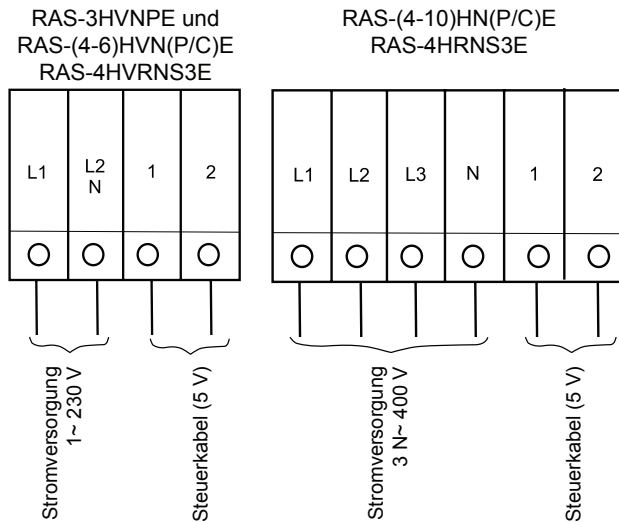 RAS-3HVNPE und
RAS-(4-6)HVN(P/C)E
RAS-4HVRNS3E
L1
L2
N
1
2
Stromversorgung
1~ 230 V
Steuerkabel (5 V)
RAS-(4-10)HN(P/C)E
RAS-4HRNS3E
L1
L2
L3
N
1
2
Stromversorgung
3 N~ 400 V
Steuerkabel (5 V)